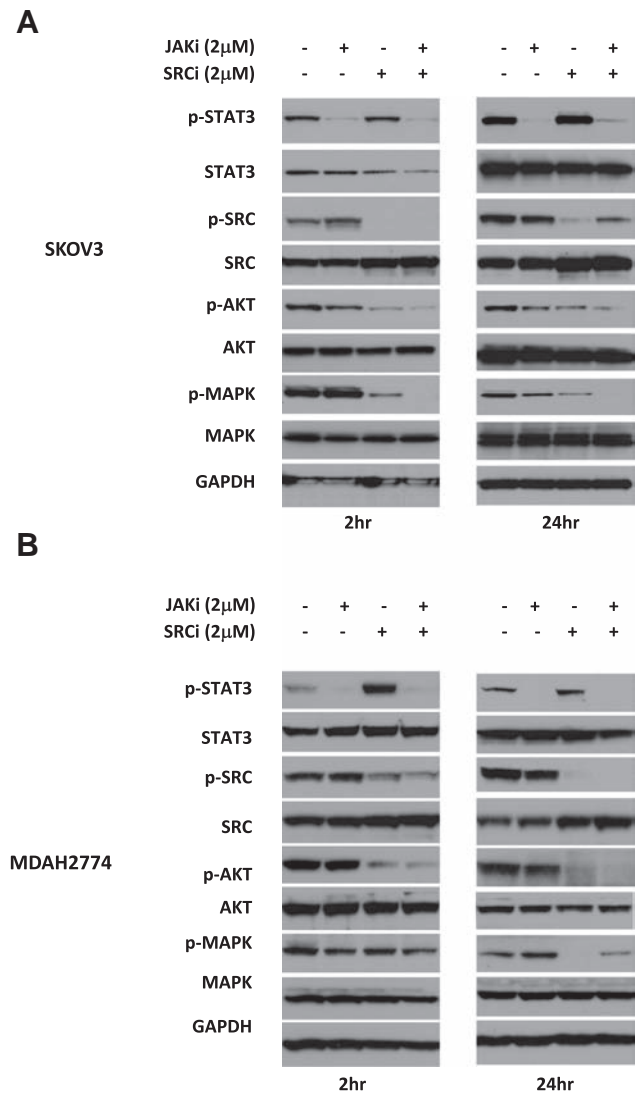 A
JAKi (2μM) - + - +    - + - +
SRCi (2μM) - - + +    - - + +
p-STAT3
STAT3
p-SRC
SKOV3
SRC
p-AKT
AKT
p-MAPK
MAPK
GAPDH
2hr    24hr
B
JAKi (2μM) - + - +    - + - +
SRCi (2μM) - - + +    - - + +
p-STAT3
STAT3
p-SRC
SRC
MDAH2774
p-AKT
AKT
p-MAPK
MAPK
GAPDH
2hr    24hr